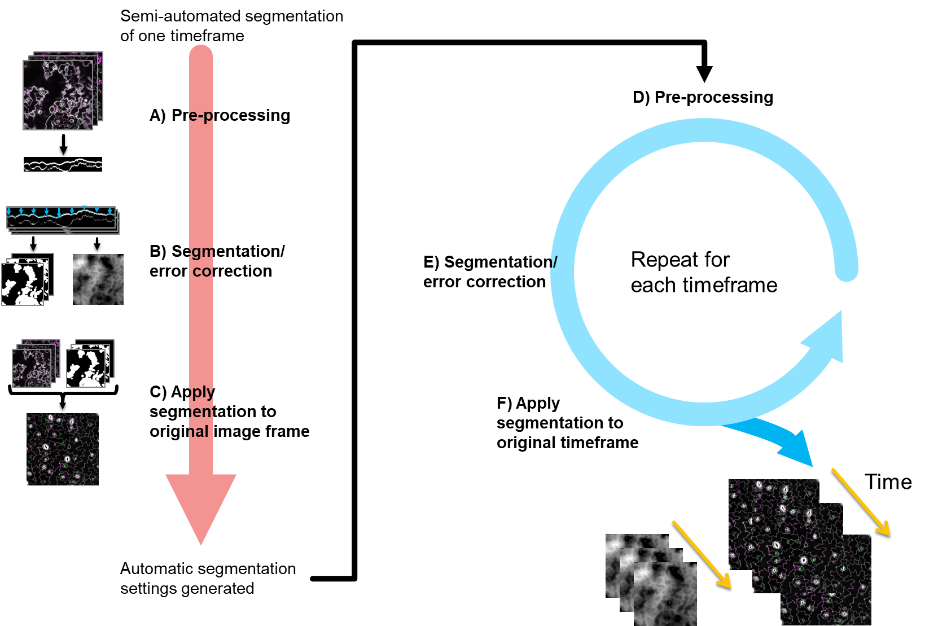 Semi-automated segmentation
of one timeframe
A) Pre-processing
B) Segmentation/
error correction
C) Apply
segmentation to
original image frame
Automatic segmentation
settings generated
D) Pre-processing
E) Segmentation/
error correction
Repeat for
each timeframe
F) Apply
segmentation to
original timeframe
Time